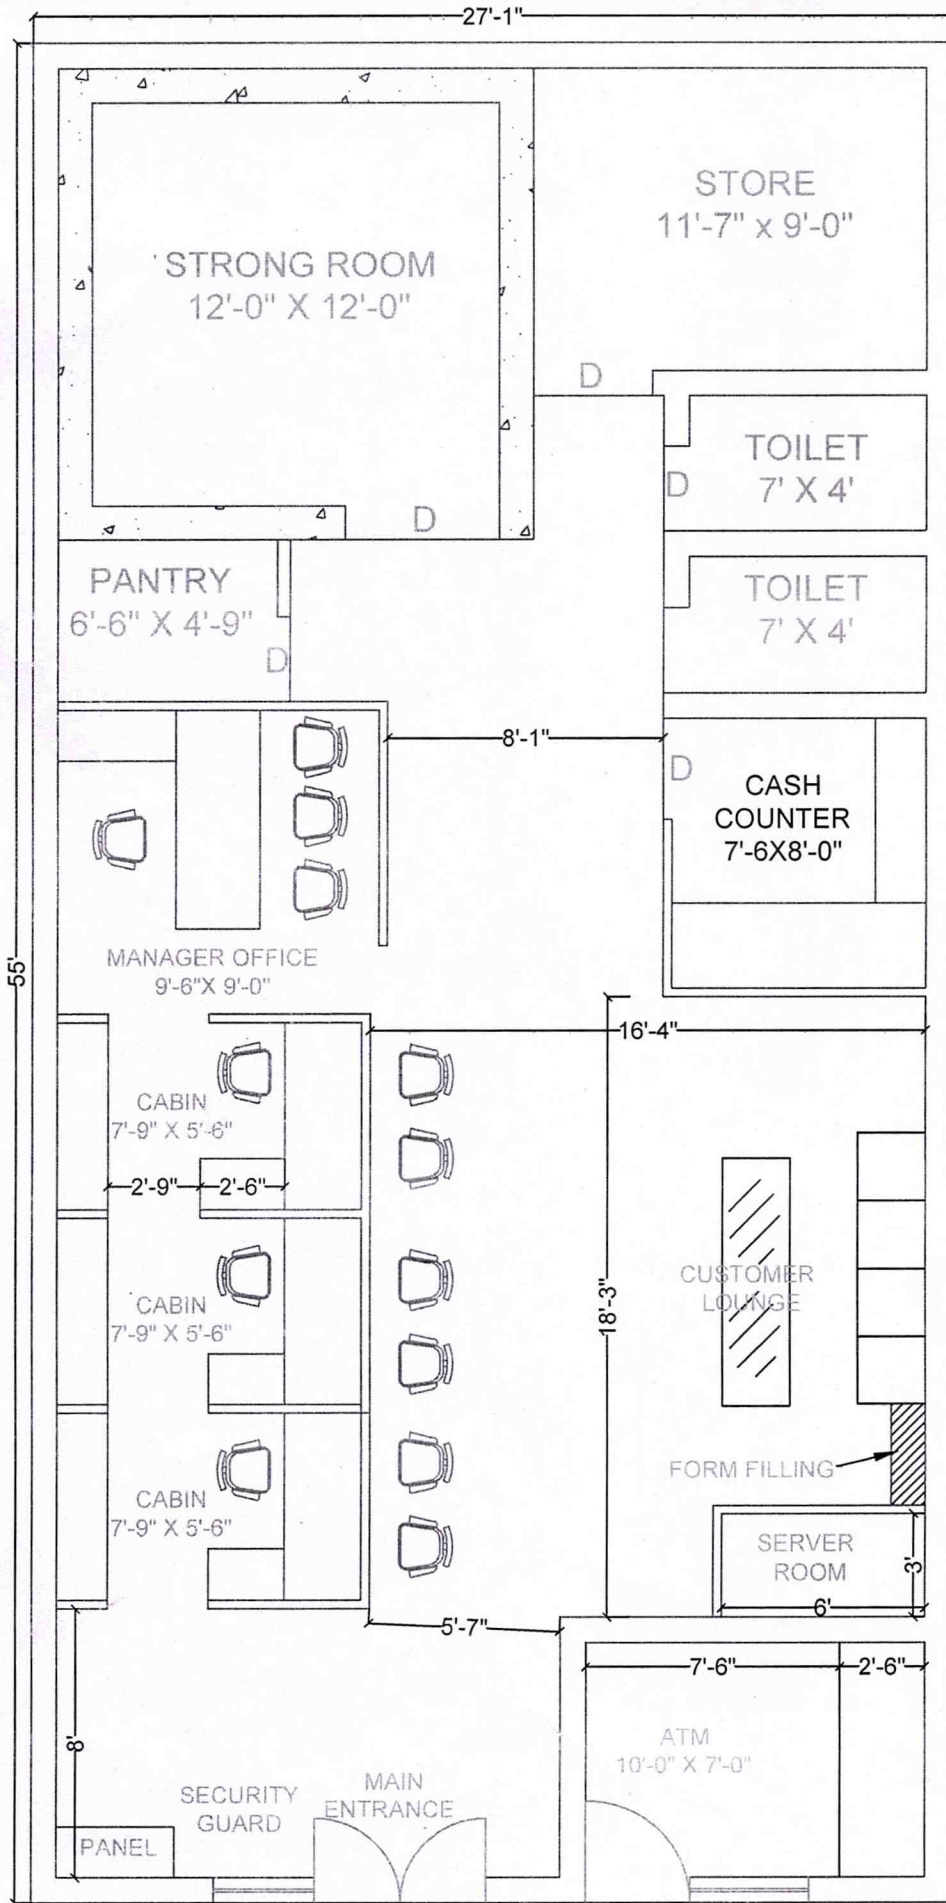 27'-1"
STORE
11'-7" x 9'-0"
STRONG ROOM
12'-0" X 12'-0"
D
TOILET
7' X 4'
D
D
PANTRY
6'-6" X 4'-9"
D
TOILET
7' X 4'
8'-1"
D
CASH
COUNTER
7'-6X8'-0"
MANAGER OFFICE
9'-6"X 9'-0"
55'
16'-4"
CABIN
7'-9" X 5'-6"
2'-9"
2'-6"
CABIN
7'-9" X 5'-6"
18'-3"
CUSTOMER
LOUNGE
FORM FILLING
CABIN
7'-9" X 5'-6"
SERVER
ROOM
3'
6'
5'-7"
7'-6"
2'-6"
8'
ATM
10'-0" X 7'-0"
SECURITY
GUARD
MAIN
ENTRANCE
PANEL